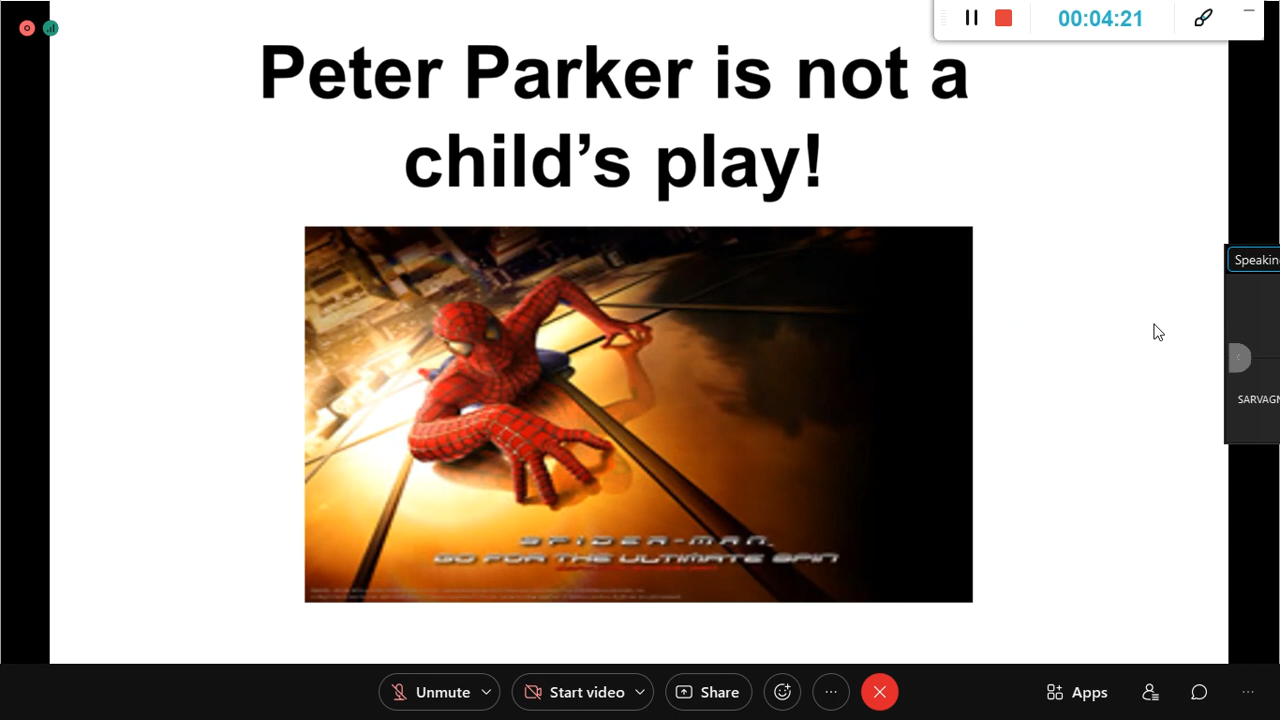 00:04:21
Peter Parker is not a
child’s play!
Speakin
SARVAGN
SPIDER-MAN
GO FOR THE ULTIMATE SPIN
Unmute
Start video
Share
Apps